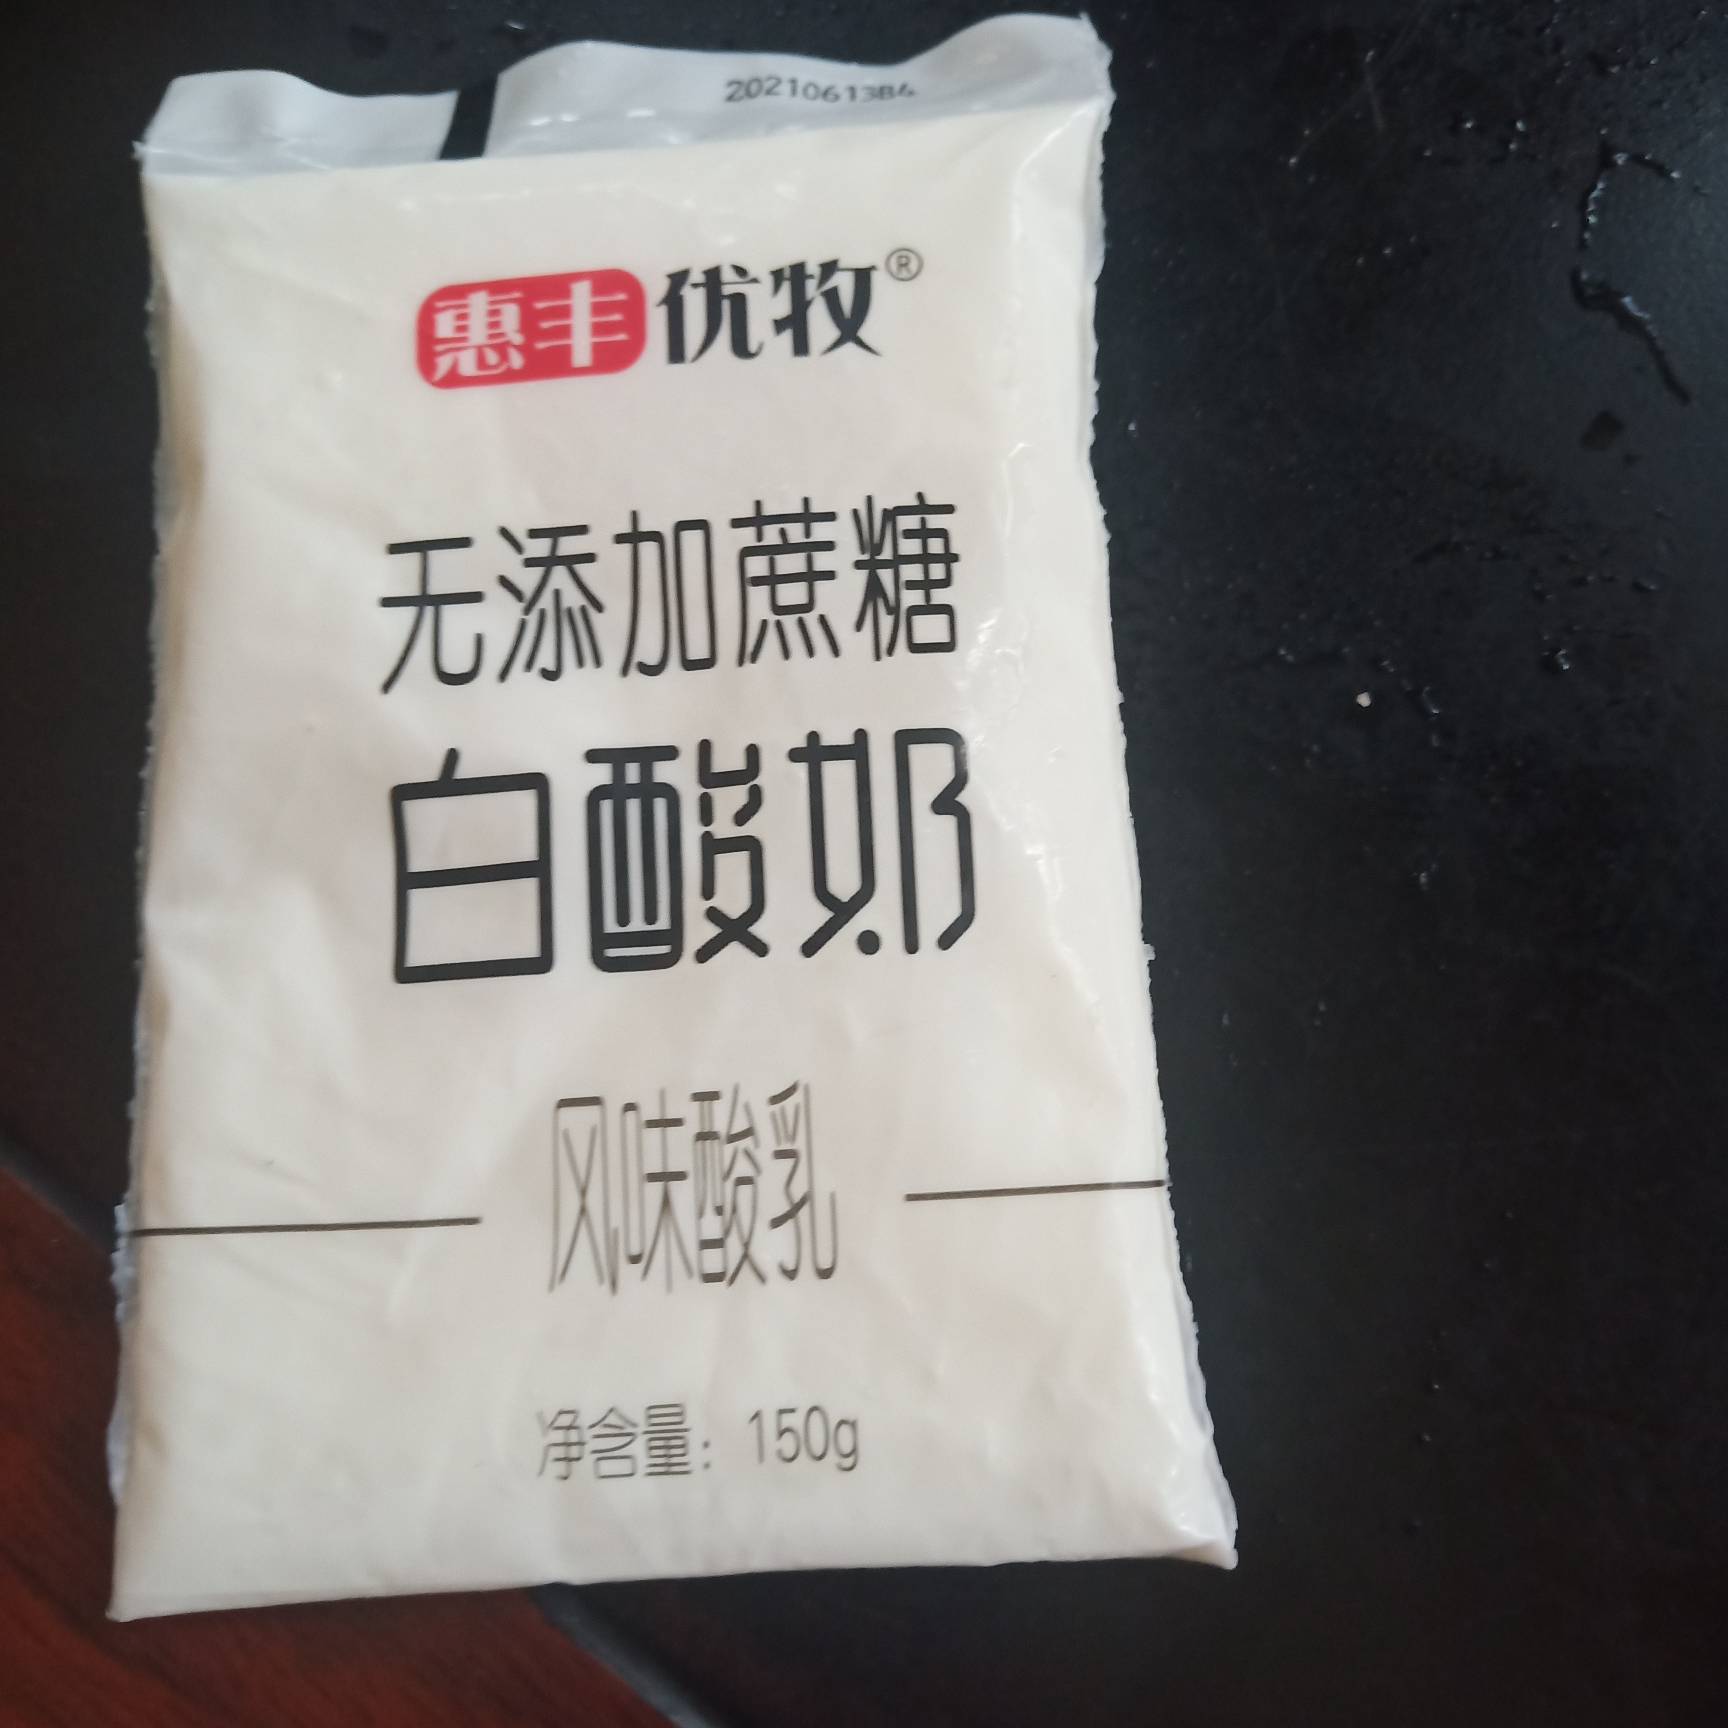 20210613B4
惠丰优牧®
无添加蔗糖
白酸奶
风味酸乳
净含量：150g